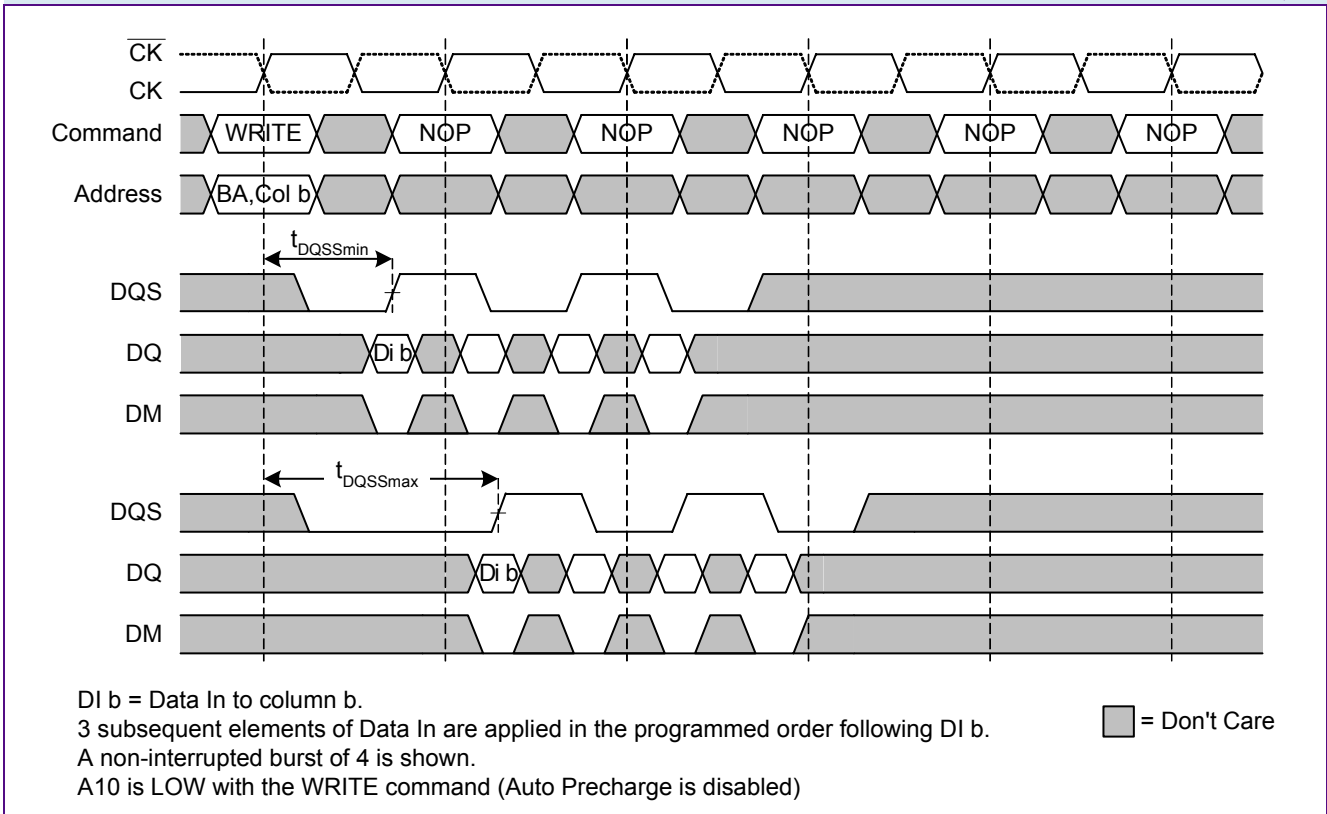 CK
CK
Command WRITE NOP NOP NOP NOP NOP
Address BA,Col b
tDQSSmin
DQS
DQ Di b
DM
tDQSSmax
DQS
DQ Di b
DM
DI b = Data In to column b.
3 subsequent elements of Data In are applied in the programmed order following DI b.
= Don't Care
A non-interrupted burst of 4 is shown.
A10 is LOW with the WRITE command (Auto Precharge is disabled)